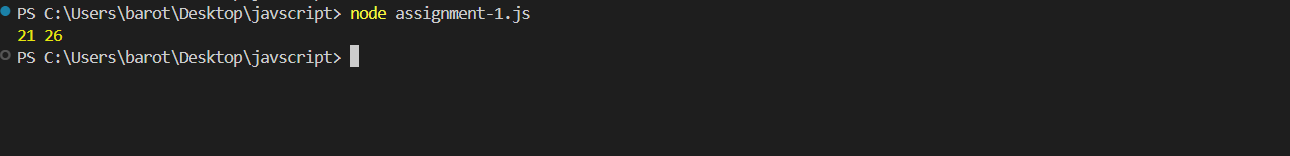 PS C:\Users\barot\Desktop\javscript> node assignment-1.js
21 26
PS C:\Users\barot\Desktop\javscript>